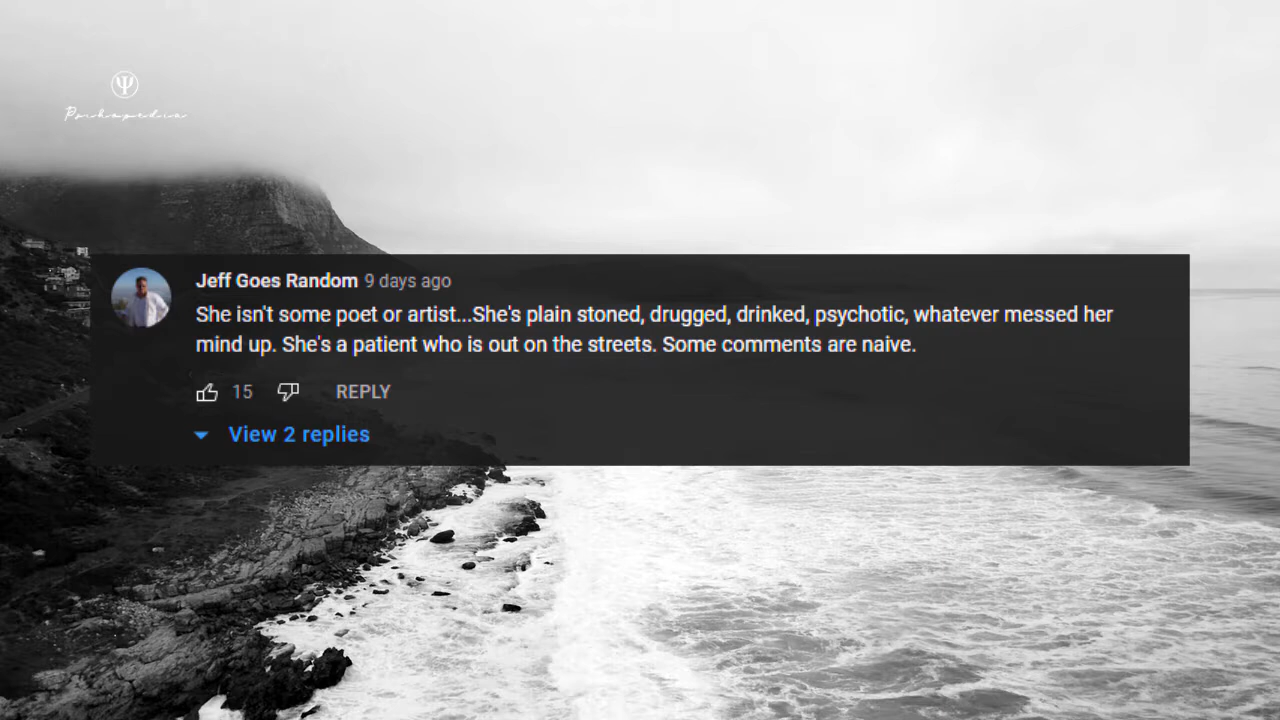 Ψ
Psihopedia
Jeff Goes Random 9 days ago
She isn't some poet or artist...She's plain stoned, drugged, drinked, psychotic, whatever messed her
mind up. She's a patient who is out on the streets. Some comments are naive.
15 REPLY
View 2 replies